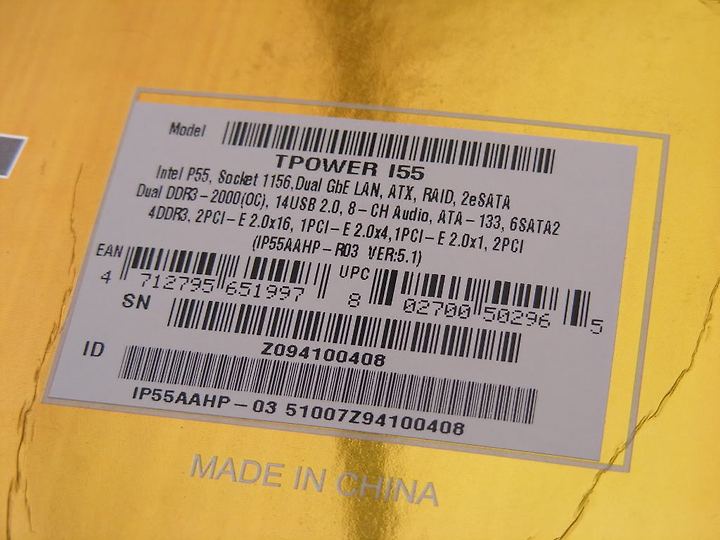 Model
TPOWER I55
Intel P55, Socket 1156,Dual GbE LAN, ATX, RAID, 2eSATA
Dual DDR3-2000(OC), 14USB 2.0, 8-CH Audio, ATA-133, 6SATA2
4DDR3, 2PCI-E 2.0x16, 1PCI-E 2.0x4,1PCI-E 2.0x1, 2PCI
(IP55AAHP-R03 VER:5.1)
EAN 4 712795 651997 UPC 8 02700 50296 5
SN
Z094100408
ID
IP55AAHP-03 51007Z94100408
MADE IN CHINA